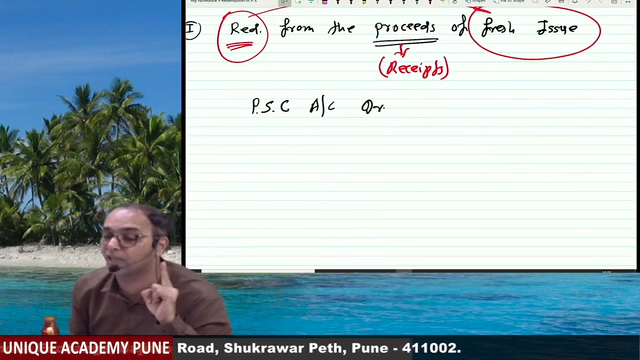 I) Red. from the proceeds of fresh Issue
(Receipts)
P.S.C A/c Dr.
UNIQUE ACADEMY PUNE Road, Shukrawar Peth, Pune - 411002.